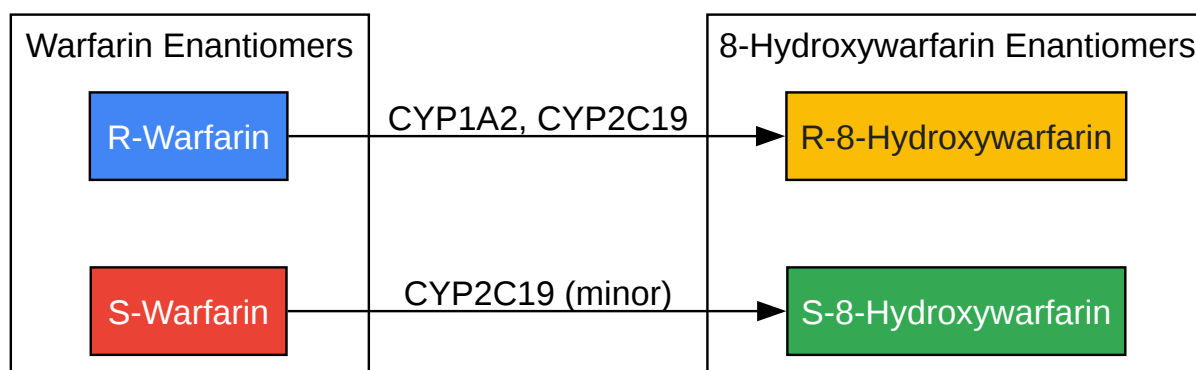 Warfarin Enantiomers
8-Hydroxywarfarin Enantiomers
R-Warfarin
CYP1A2, CYP2C19
R-8-Hydroxywarfarin
S-Warfarin
CYP2C19 (minor)
S-8-Hydroxywarfarin